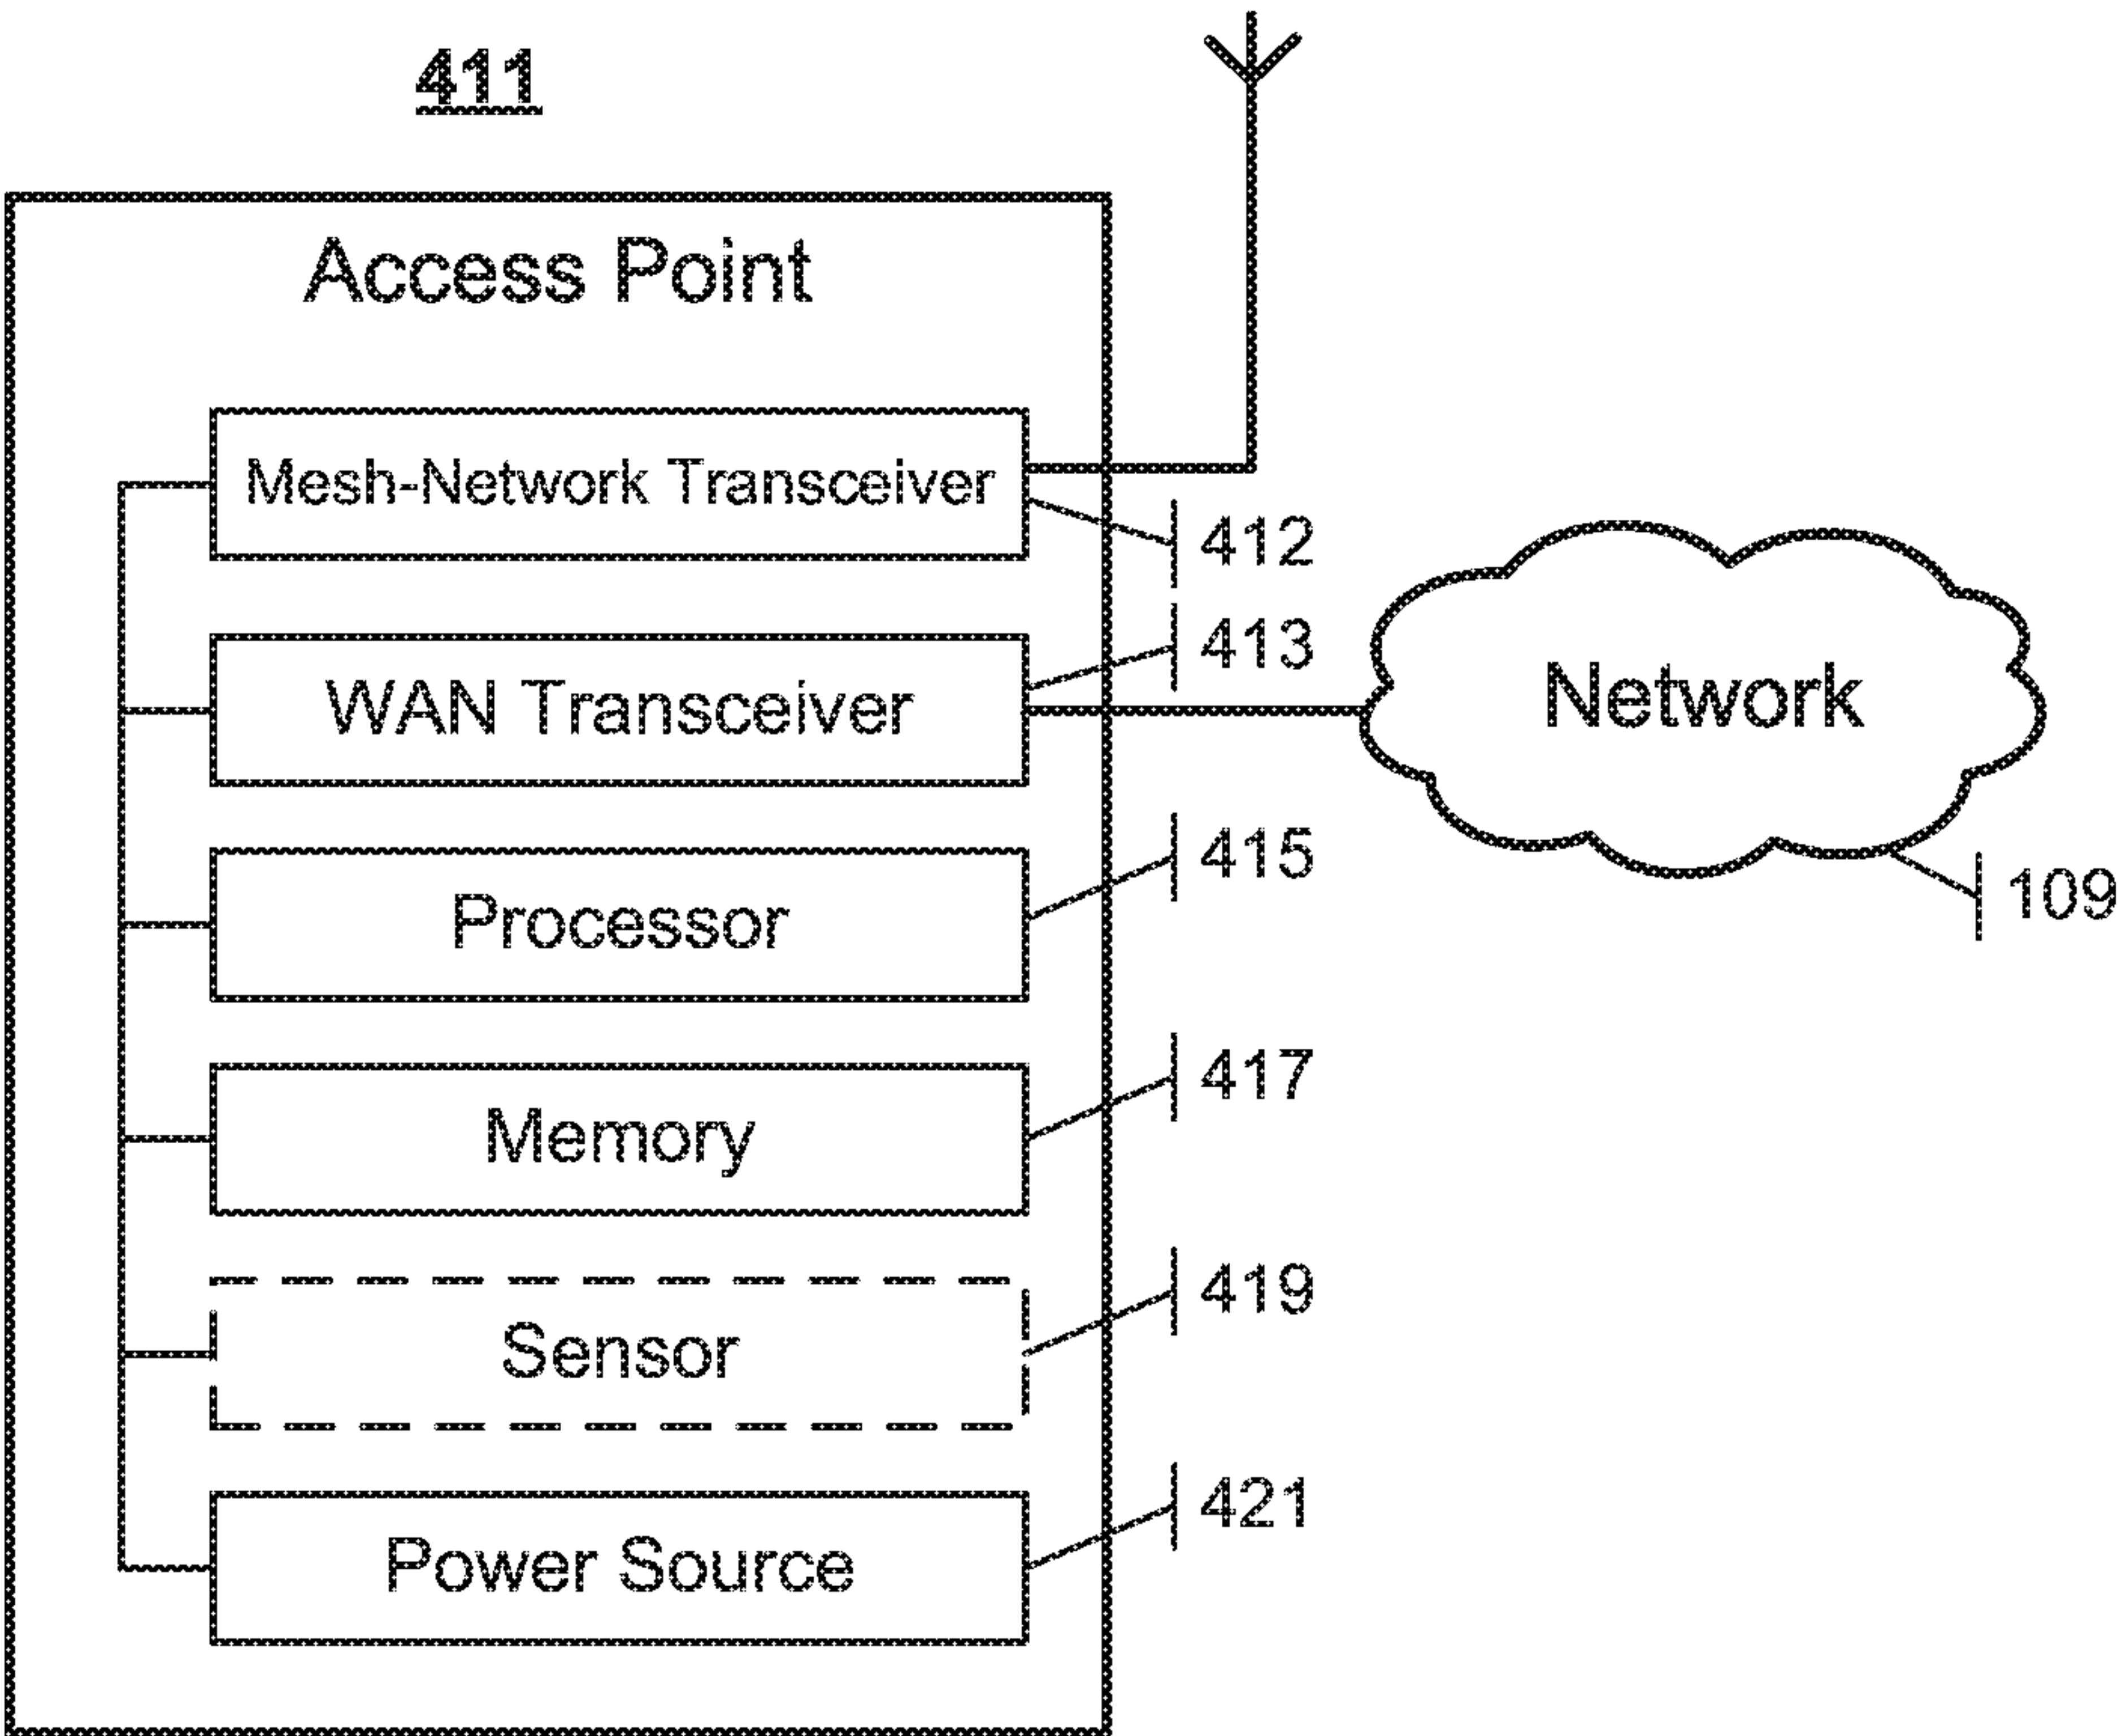 411
Access Point
Mesh-Network Transceiver
412
413
WAN Transceiver
Network
415
109
Processor
417
Memory
419
Sensor
421
Power Source